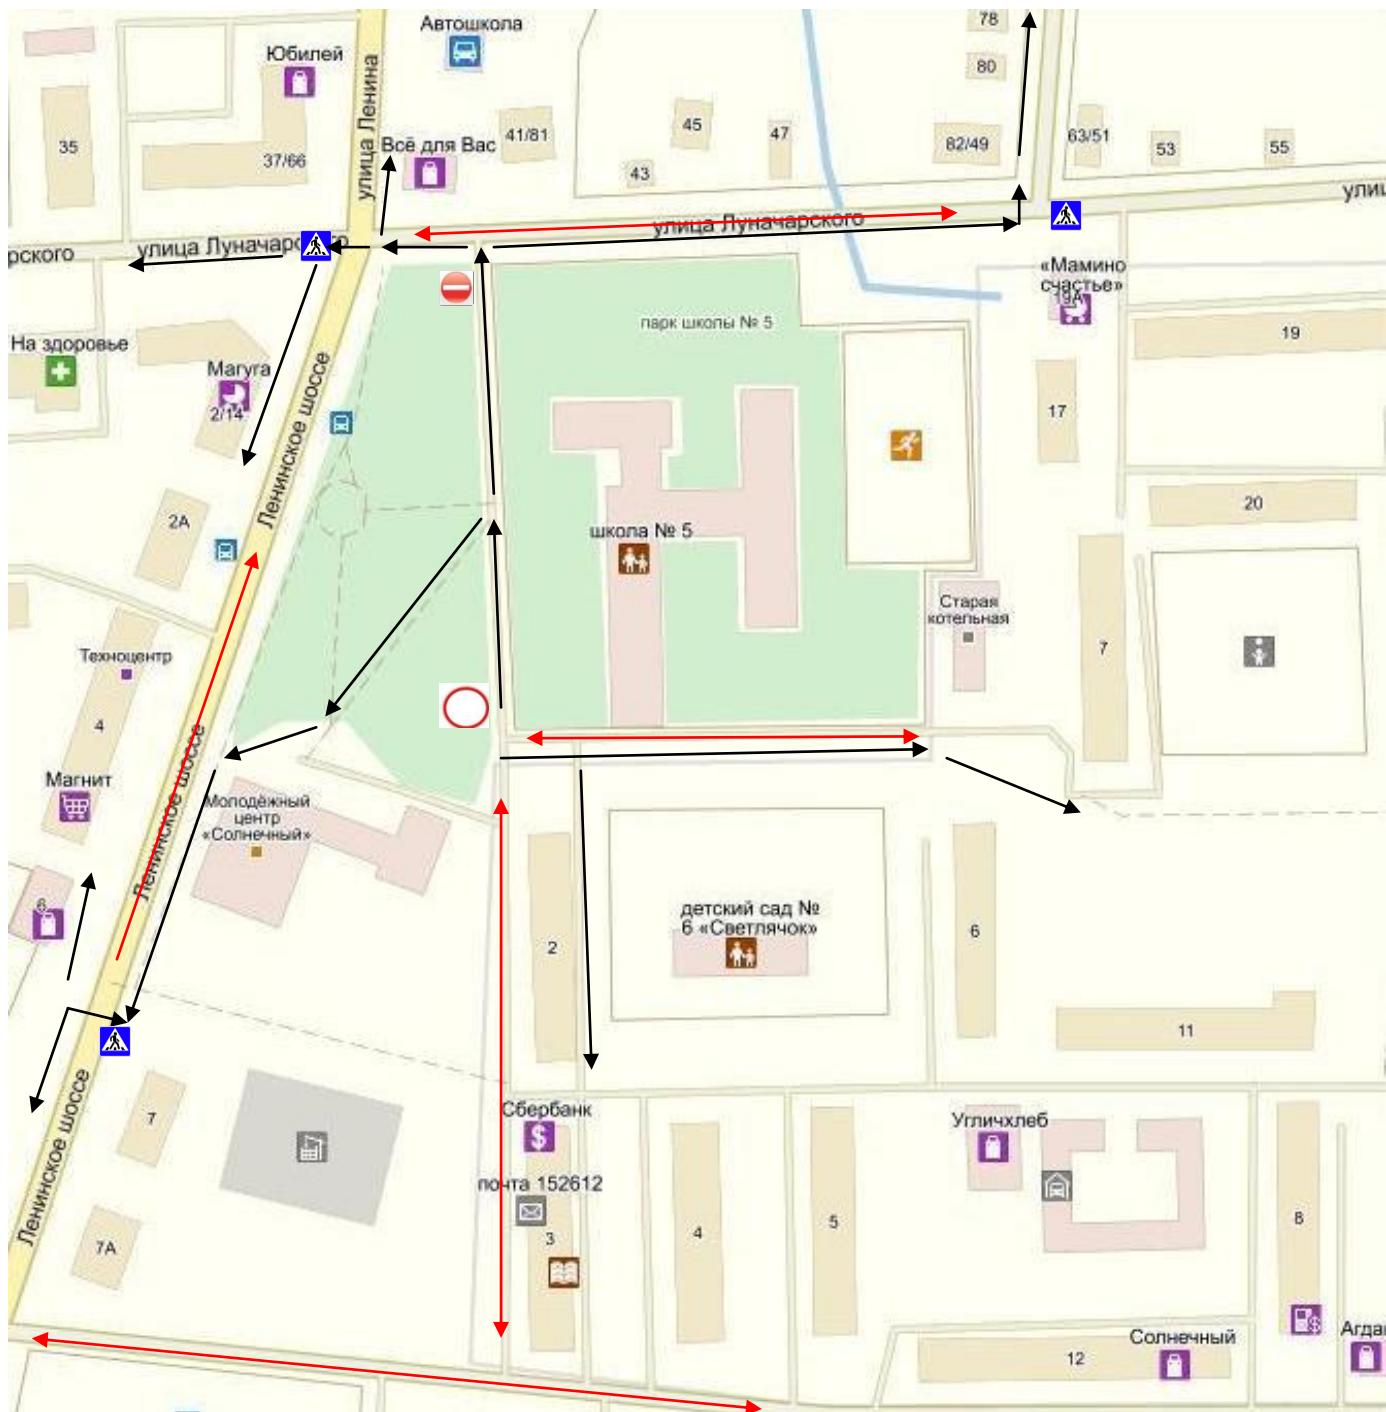 78
Автошкола
Юбилей
80
улица Ленина
35
37/66
Всё для Вас
41/81
45
47
43
82/49
63/51
53
55
улиц
улица Луначарского
улица Луначарского
рского
«Мамино
счастье»
19А
19
парк школы № 5
На здоровье
Магуга
2/14
Ленинское шоссе
17
20
2А
школа № 5
Старая
котельная
7
Техноцентр
4
Ленинское шоссе
Магнит
Молодёжный
центр
«Солнечный»
6
детский сад №
6 «Светлячок»
2
6
11
Ленинское шоссе
7
Сбербанк
$
Угличхлеб
почта 152612
3
4
5
8
7А
Солнечный
12
Агда